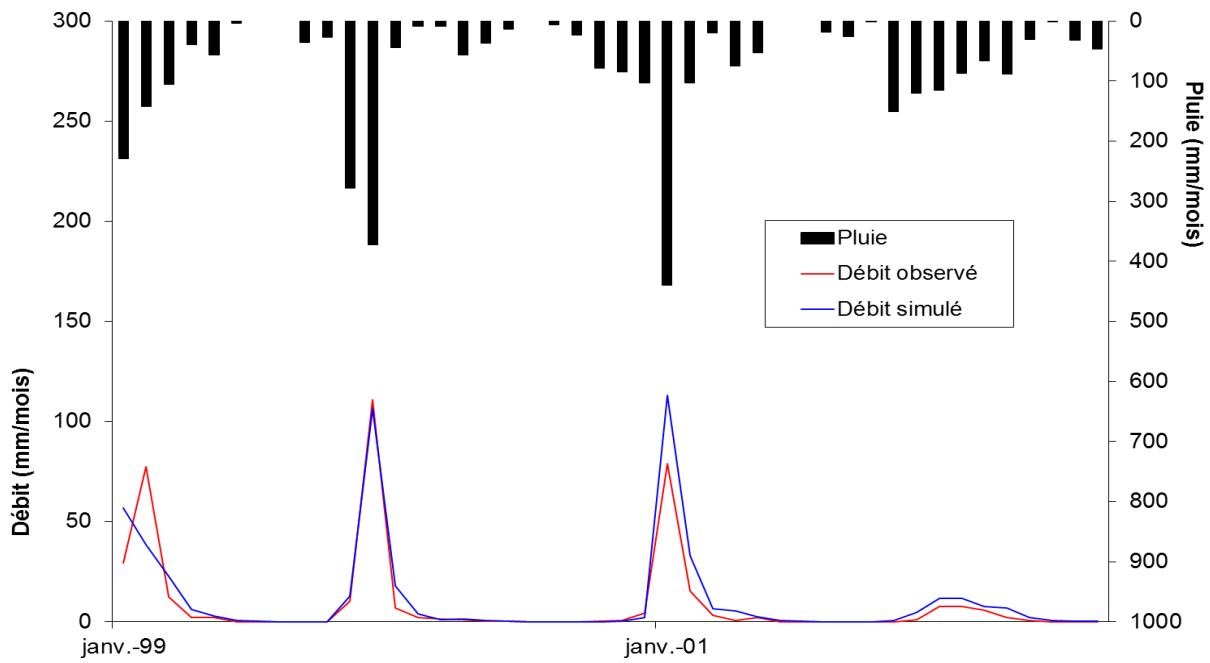 300
250
200
150
100
50
0
Débit (mm/mois)
janv.-99
janv.-01
Pluie
Débit observé
Débit simulé
0
100
200
300
400
500
600
700
800
900
1000
Pluie (mm/mois)